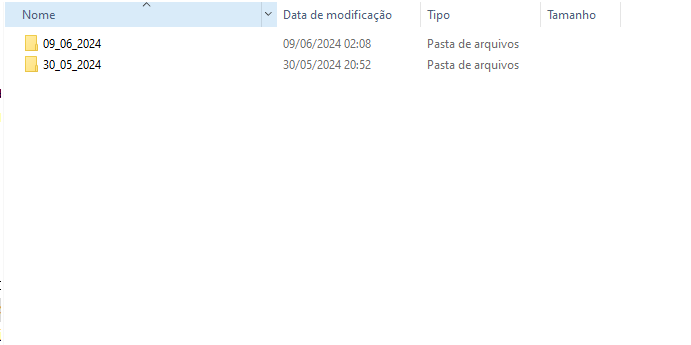 Nome Data de modificação Tipo Tamanho
09_06_2024 09/06/2024 02:08 Pasta de arquivos
30_05_2024 30/05/2024 20:52 Pasta de arquivos